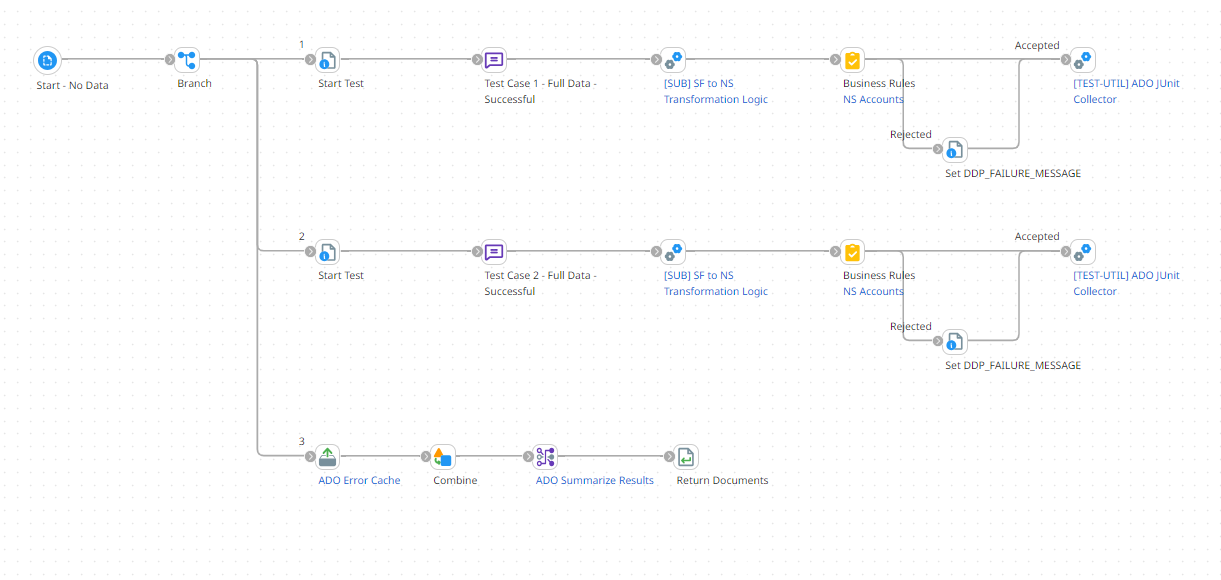 Start - No Data
Branch
1
Start Test
Test Case 1 - Full Data -
Successful
[SUB] SF to NS
Transformation Logic
Business Rules
NS Accounts
Accepted
[TEST-UTIL] ADO JUnit
Collector
Rejected
Set DDP_FAILURE_MESSAGE
2
Start Test
Test Case 2 - Full Data -
Successful
[SUB] SF to NS
Transformation Logic
Business Rules
NS Accounts
Accepted
[TEST-UTIL] ADO JUnit
Collector
Rejected
Set DDP_FAILURE_MESSAGE
3
ADO Error Cache
Combine
ADO Summarize Results
Return Documents